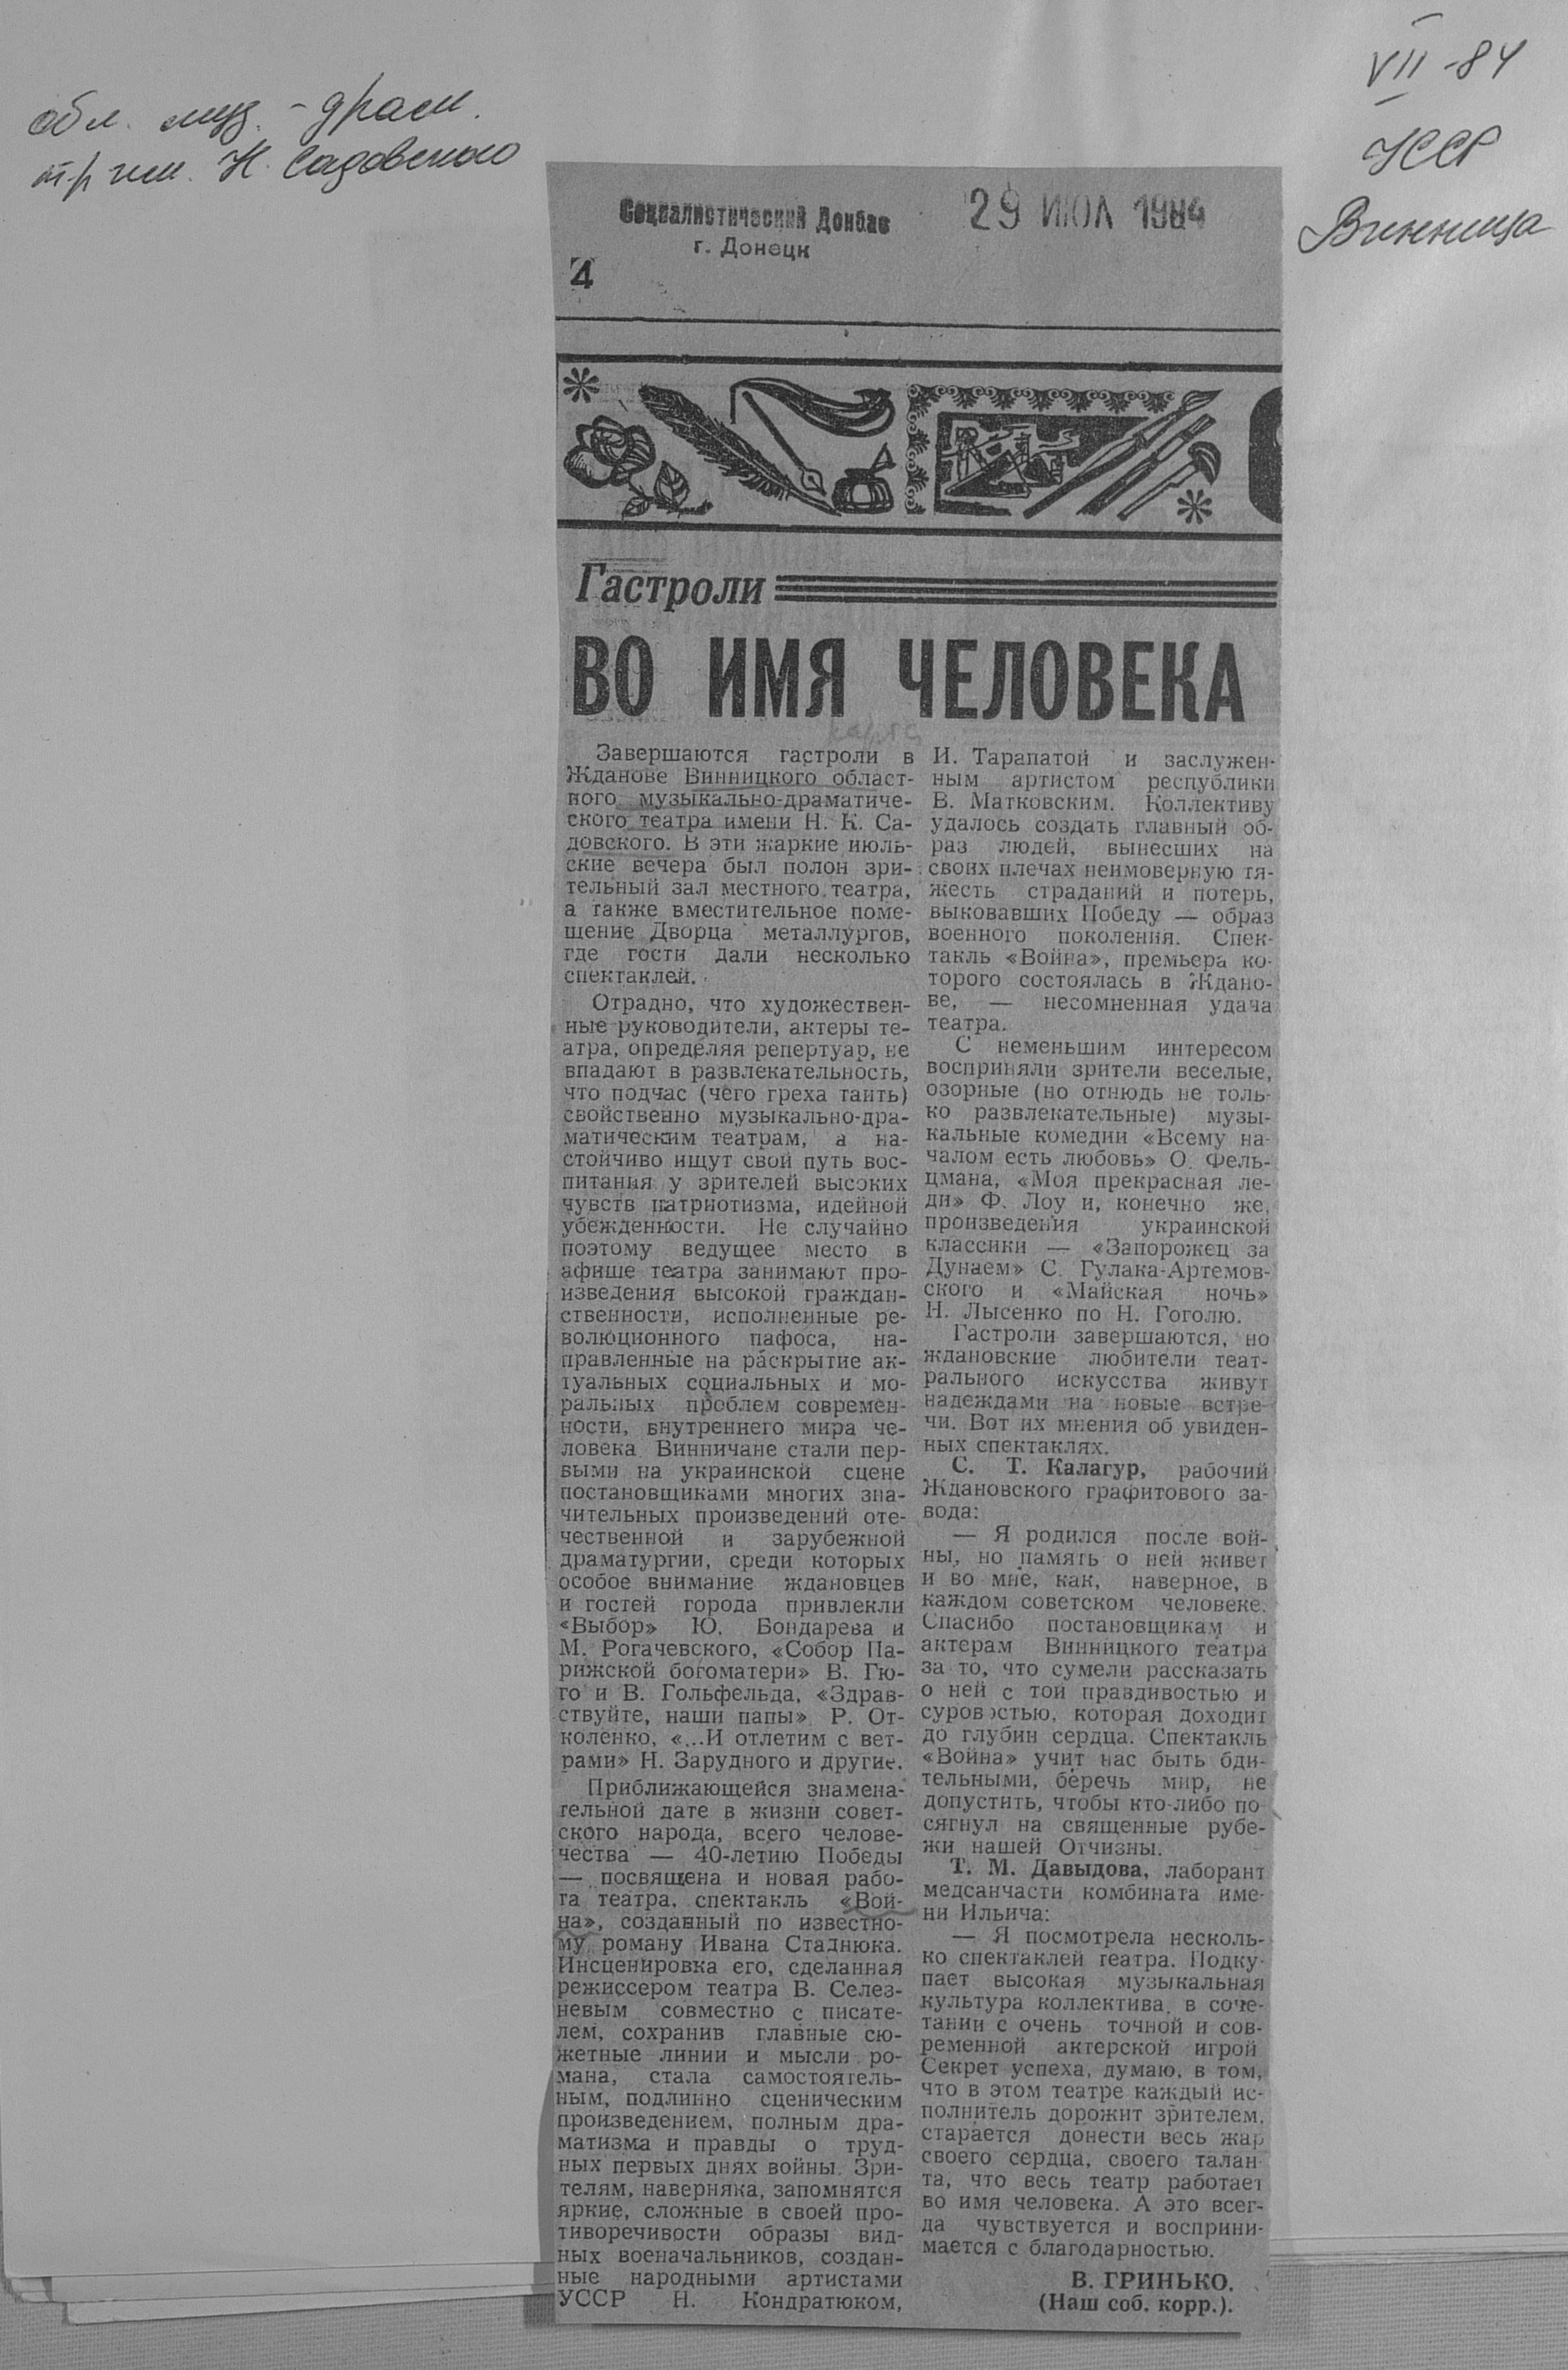 обл. муз.-драм.
т-р им. Н. Садовского
VII-84
УССР
Винница
Социалистический Донбас
г. Донецк
29 ИЮЛ 1984
4
Гастроли
ВО ИМЯ ЧЕЛОВЕКА
Завершаются гастроли в
Жданове Винницкого област-
ного музыкально-драматиче-
ского театра имени Н. К. Са-
довского. В эти жаркие июль-
ские вечера был полон зри-
тельный зал местного театра,
а также вместительное поме-
щение Дворца металлургов,
где гости дали несколько
спектаклей.
Отрадно, что художествен-
ные руководители, актеры те-
атра, определяя репертуар, не
впадают в развлекательность,
что подчас (чего греха таить)
свойственно музыкально-дра-
матическим театрам, а на-
стойчиво ищут свой путь вос-
питания у зрителей высоких
чувств патриотизма, идейной
убежденности. Не случайно
поэтому ведущее место в
афише театра занимают про-
изведения высокой граждан-
ственности, исполненные ре-
волюционного пафоса, на-
правленные на раскрытие ак-
туальных социальных и мо-
ральных проблем современ-
ности, внутреннего мира че-
ловека. Винничане стали пер-
выми на украинской сцене
постановщиками многих зна-
чительных произведений оте-
чественной и зарубежной
драматургии, среди которых
особое внимание ждановцев
и гостей города привлекли
«Выбор» Ю. Бондарева и
М. Рогачевского, «Собор Па-
рижской богоматери» В. Гю-
го и В. Гольфельда, «Здрав-
ствуйте, наши папы» Р. От-
коленко, «...И отлетим с вет-
рами» Н. Зарудного и другие.
Приближающейся знамена-
тельной дате в жизни совет-
ского народа, всего челове-
чества — 40-летию Победы
— посвящена и новая рабо-
та театра, спектакль «Вой-
на», созданный по известно-
му роману Ивана Стаднюка.
Инсценировка его, сделанная
режиссером театра В. Селез-
невым совместно с писате-
лем, сохранив главные сю-
жетные линии и мысли ро-
мана, стала самостоятель-
ным, подлинно сценическим
произведением, полным дра-
матизма и правды о труд-
ных первых днях войны. Зри-
телям, наверняка, запомнятся
яркие, сложные в своей про-
тиворечивости образы вид-
ных военачальников, создан-
ные народными артистами
УССР Н. Кондратюком,
И. Тарапатой и заслужен-
ным артистом республики
В. Матковским. Коллективу
удалось создать главный об-
раз людей, вынесших на
своих плечах неимоверную тя-
жесть страданий и потерь,
выковавших Победу — образ
военного поколения. Спек-
такль «Война», премьера ко-
торого состоялась в Ждано-
ве, — несомненная удача
театра.
С неменьшим интересом
восприняли зрители веселые,
озорные (но отнюдь не толь-
ко развлекательные) музы-
кальные комедии «Всему на-
чалом есть любовь» О. Фель-
цмана, «Моя прекрасная ле-
ди» Ф. Лоу и, конечно же,
произведения украинской
классики — «Запорожец за
Дунаем» С. Гулака-Артемов-
ского и «Майская ночь»
Н. Лысенко по Н. Гоголю.
Гастроли завершаются, но
ждановские любители теат-
рального искусства живут
надеждами на новые встре-
чи. Вот их мнения об увиден-
ных спектаклях.
С. Т. Калагур, рабочий
Ждановского графитового за-
вода:
— Я родился после вой-
ны, но память о ней живет
и во мне, как, наверное, в
каждом советском человеке.
Спасибо постановщикам и
актерам Винницкого театра
за то, что сумели рассказать
о ней с той правдивостью и
суровостью, которая доходит
до глубин сердца. Спектакль
«Война» учит нас быть бди-
тельными, беречь мир, не
допустить, чтобы кто-либо по-
сягнул на священные рубе-
жи нашей Отчизны.
Т. М. Давыдова, лаборант
медсанчасти комбината име-
ни Ильича:
— Я посмотрела несколь-
ко спектаклей театра. Подку-
пает высокая музыкальная
культура коллектива, в соче-
тании с очень точной и сов-
ременной актерской игрой
Секрет успеха, думаю, в том,
что в этом театре каждый ис-
полнитель дорожит зрителем,
старается донести весь жар
своего сердца, своего талан-
та, что весь театр работает
во имя человека. А это всег-
да чувствуется и восприни-
мается с благодарностью.
В. ГРИНЬКО.
(Наш соб. корр.).